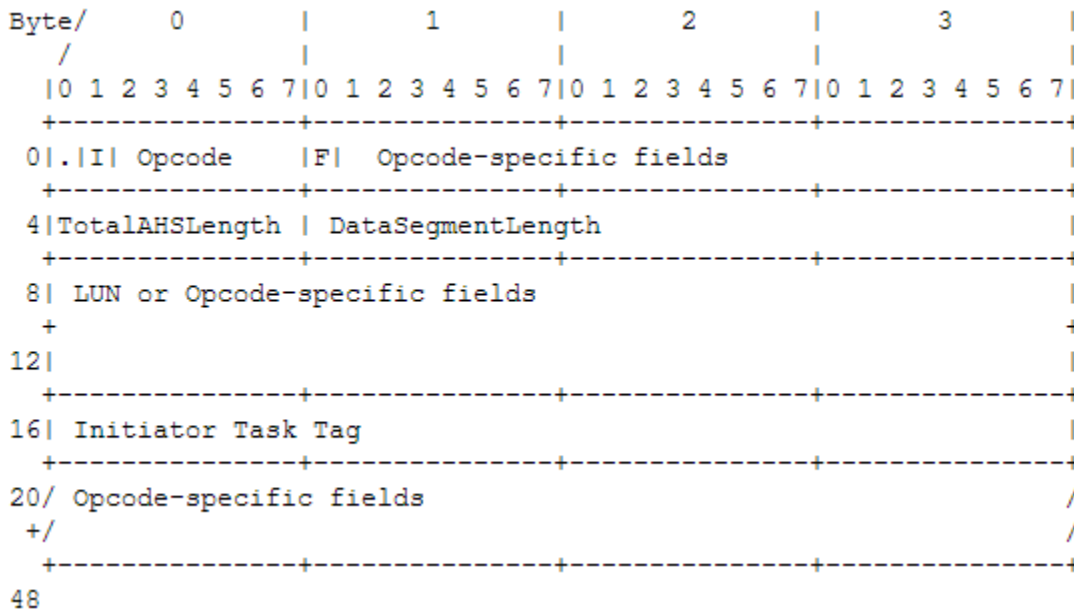 Byte/     0       |       1       |       2       |       3       |
   /              |               |               |               |
  |0 1 2 3 4 5 6 7|0 1 2 3 4 5 6 7|0 1 2 3 4 5 6 7|0 1 2 3 4 5 6 7|
  +---------------+---------------+---------------+---------------+
 0|.|I| Opcode    |F|  Opcode-specific fields                     |
  +---------------+---------------+---------------+---------------+
 4|TotalAHSLength | DataSegmentLength                             |
  +---------------+---------------+---------------+---------------+
 8| LUN or Opcode-specific fields                                 |
  +                                                               +
12|                                                               |
  +---------------+---------------+---------------+---------------+
16| Initiator Task Tag                                            |
  +---------------+---------------+---------------+---------------+
20/ Opcode-specific fields                                        /
 +/                                                               /
  +---------------+---------------+---------------+---------------+
48